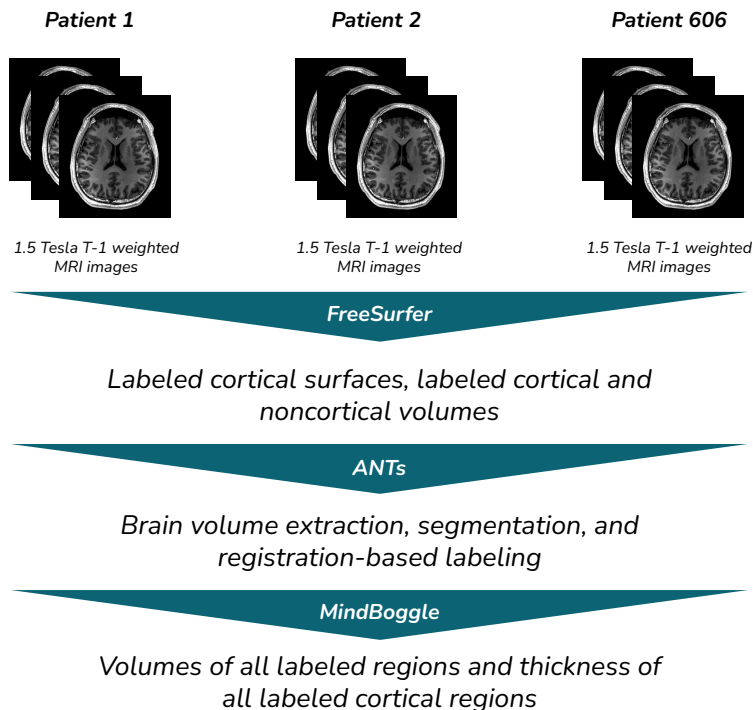 Patient 1
Patient 2
Patient 606
1.5 Tesla T-1 weighted
MRI images
1.5 Tesla T-1 weighted
MRI images
1.5 Tesla T-1 weighted
MRI images
FreeSurfer
Labeled cortical surfaces, labeled cortical and
noncortical volumes
ANTs
Brain volume extraction, segmentation, and
registration-based labeling
MindBoggle
Volumes of all labeled regions and thickness of
all labeled cortical regions